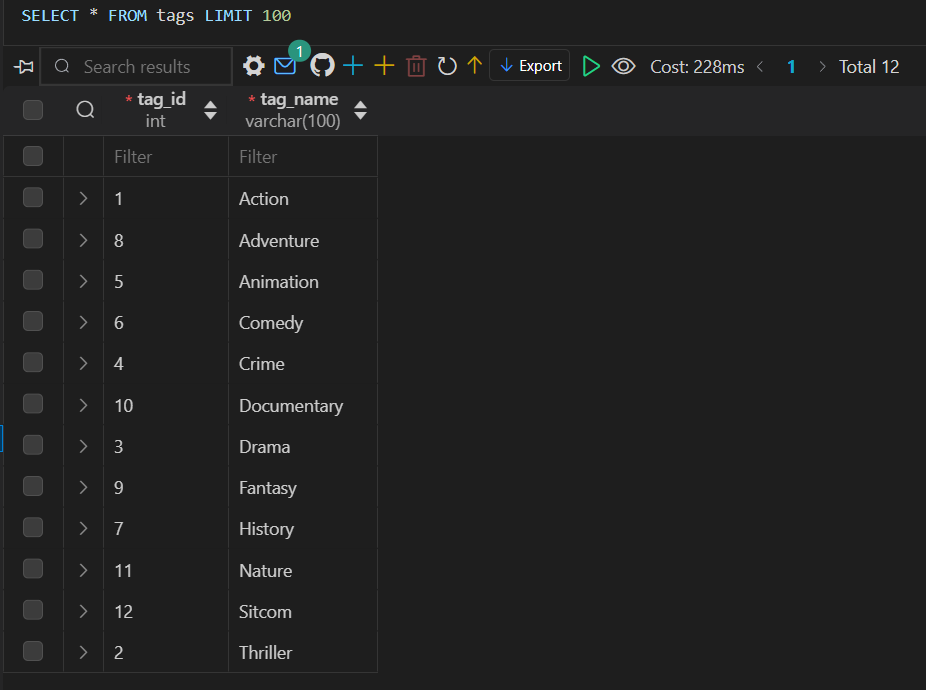 SELECT * FROM tags LIMIT 100
Search results 1 Export Cost: 228ms 1 Total 12
* tag_id * tag_name
int varchar(100)
Filter Filter
1 Action
8 Adventure
5 Animation
6 Comedy
4 Crime
10 Documentary
3 Drama
9 Fantasy
7 History
11 Nature
12 Sitcom
2 Thriller